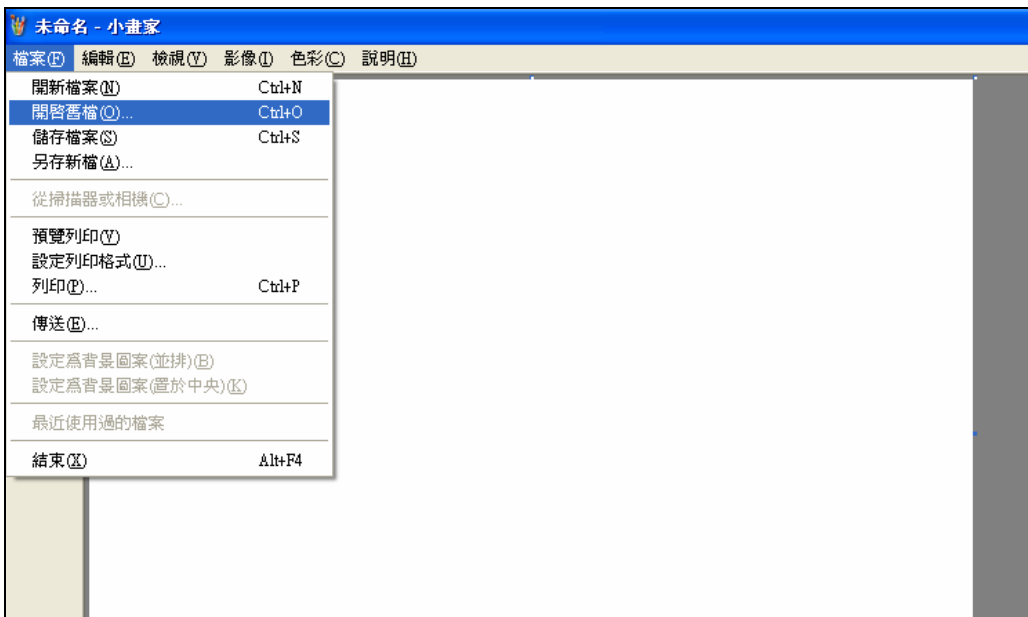 未命名 - 小畫家
檔案(F) 編輯(E) 檢視(V) 影像(I) 色彩(C) 說明(H)
開新檔案(N) Ctrl+N
開啓舊檔(O)... Ctrl+O
儲存檔案(S) Ctrl+S
另存新檔(A)...
從掃描器或相機(C)...
預覽列印(V)
設定列印格式(U)...
列印(P)... Ctrl+P
傳送(E)...
設定爲背景圖案(並排)(B)
設定爲背景圖案(置於中央)(K)
最近使用過的檔案
結束(X) Alt+F4